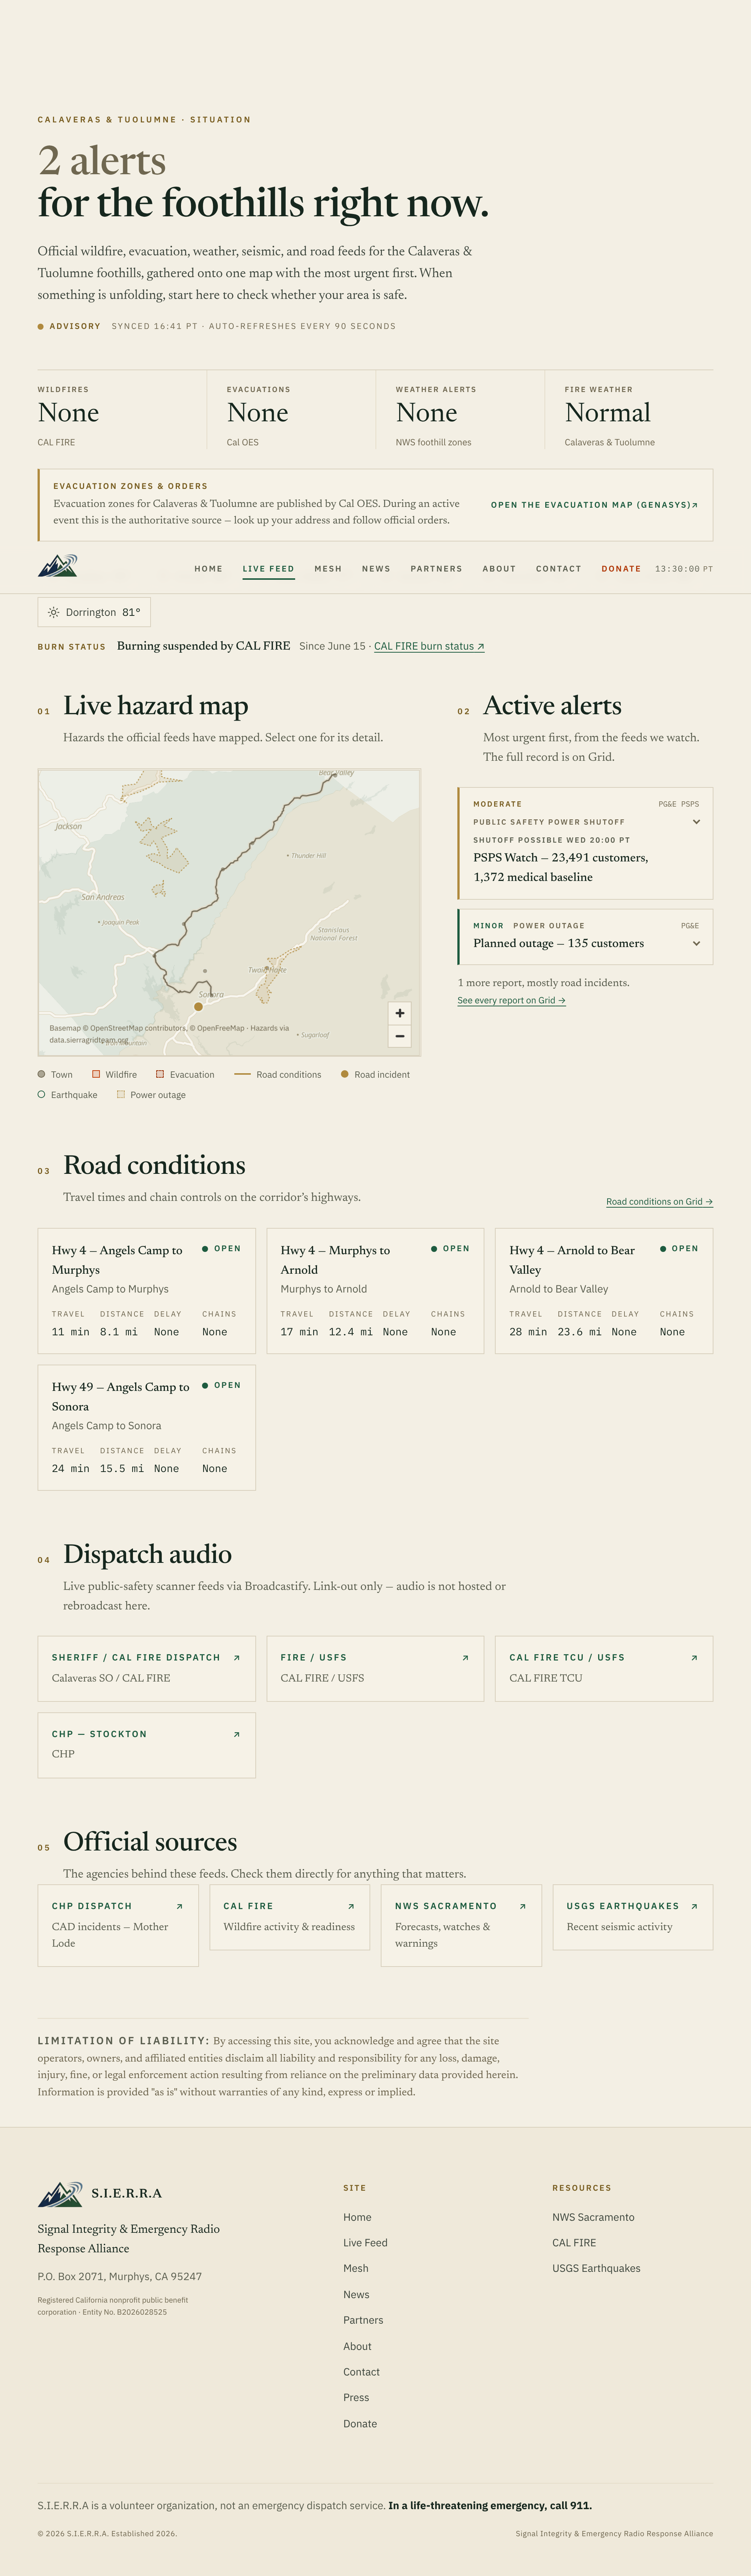 CALAVERAS & TUOLUMNE · SITUATION
2 alerts
for the foothills right now.
Official wildfire, evacuation, weather, seismic, and road feeds for the Calaveras &
Tuolumne foothills, gathered onto one map with the most urgent first. When
something is unfolding, start here to check whether your area is safe.
ADVISORY SYNCED 16:41 PT · AUTO-REFRESHES EVERY 90 SECONDS
WILDFIRES
None
CAL FIRE
EVACUATIONS
None
Cal OES
WEATHER ALERTS
None
NWS foothill zones
FIRE WEATHER
Normal
Calaveras & Tuolumne
EVACUATION ZONES & ORDERS
Evacuation zones for Calaveras & Tuolumne are published by Cal OES. During an active
event this is the authoritative source — look up your address and follow official orders.
OPEN THE EVACUATION MAP (GENASYS)↗
HOME LIVE FEED MESH NEWS PARTNERS ABOUT CONTACT DONATE 13:30:00 PT
Dorrington 81°
BURN STATUS Burning suspended by CAL FIRE Since June 15 · CAL FIRE burn status ↗
01 Live hazard map
Hazards the official feeds have mapped. Select one for its detail.
Bear Valley
Jackson
Thunder Hill
San Andreas
Joaquin Peak
Stanislaus
National Forest
Twain Harte
Sonora
Sugarloaf
Basemap © OpenStreetMap contributors, © OpenFreeMap · Hazards via
data.sierragridteam.org
+
−
Town Wildfire Evacuation Road conditions Road incident
Earthquake Power outage
02 Active alerts
Most urgent first, from the feeds we watch.
The full record is on Grid.
MODERATE PG&E PSPS
PUBLIC SAFETY POWER SHUTOFF
SHUTOFF POSSIBLE WED 20:00 PT
PSPS Watch — 23,491 customers,
1,372 medical baseline
MINOR POWER OUTAGE PG&E
Planned outage — 135 customers
1 more report, mostly road incidents.
See every report on Grid →
03 Road conditions
Travel times and chain controls on the corridor's highways.
Road conditions on Grid →
Hwy 4 — Angels Camp to
Murphys
OPEN
Angels Camp to Murphys
TRAVEL DISTANCE DELAY CHAINS
11 min 8.1 mi None None
Hwy 4 — Murphys to
Arnold
OPEN
Murphys to Arnold
TRAVEL DISTANCE DELAY CHAINS
17 min 12.4 mi None None
Hwy 4 — Arnold to Bear
Valley
OPEN
Arnold to Bear Valley
TRAVEL DISTANCE DELAY CHAINS
28 min 23.6 mi None None
Hwy 49 — Angels Camp to
Sonora
OPEN
Angels Camp to Sonora
TRAVEL DISTANCE DELAY CHAINS
24 min 15.5 mi None None
04 Dispatch audio
Live public-safety scanner feeds via Broadcastify. Link-out only — audio is not hosted or
rebroadcast here.
SHERIFF / CAL FIRE DISPATCH ↗
Calaveras SO / CAL FIRE
FIRE / USFS ↗
CAL FIRE / USFS
CAL FIRE TCU / USFS ↗
CAL FIRE TCU
CHP — STOCKTON ↗
CHP
05 Official sources
The agencies behind these feeds. Check them directly for anything that matters.
CHP DISPATCH ↗
CAD incidents — Mother
Lode
CAL FIRE ↗
Wildfire activity & readiness
NWS SACRAMENTO ↗
Forecasts, watches &
warnings
USGS EARTHQUAKES ↗
Recent seismic activity
LIMITATION OF LIABILITY: By accessing this site, you acknowledge and agree that the site
operators, owners, and affiliated entities disclaim all liability and responsibility for any loss, damage,
injury, fine, or legal enforcement action resulting from reliance on the preliminary data provided herein.
Information is provided "as is" without warranties of any kind, express or implied.
S.I.E.R.R.A
Signal Integrity & Emergency Radio
Response Alliance
P.O. Box 2071, Murphys, CA 95247
Registered California nonprofit public benefit
corporation · Entity No. B2026028525
SITE
Home
Live Feed
Mesh
News
Partners
About
Contact
Press
Donate
RESOURCES
NWS Sacramento
CAL FIRE
USGS Earthquakes
S.I.E.R.R.A is a volunteer organization, not an emergency dispatch service. In a life-threatening emergency, call 911.
© 2026 S.I.E.R.R.A. Established 2026.
Signal Integrity & Emergency Radio Response Alliance